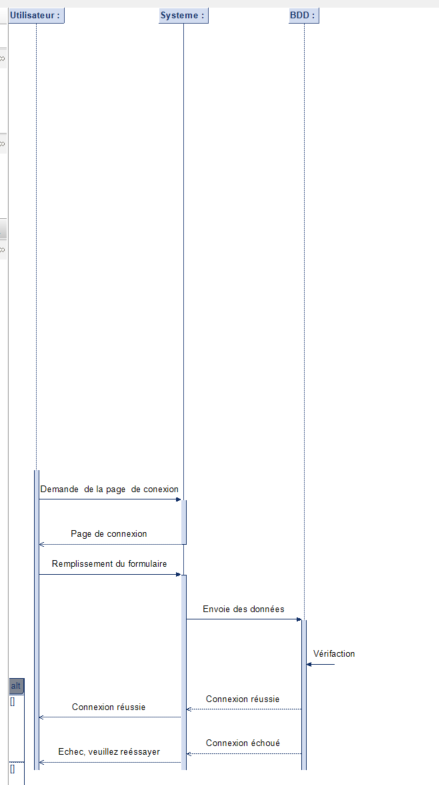 Utilisateur :
Systeme :
BDD :
Demande de la page de conexion
Page de connexion
Remplissement du formulaire
Envoie des données
Vérifaction
alt
[]
Connexion réussie
Connexion réussie
Connexion échoué
Echec, veuillez reéssayer
[]